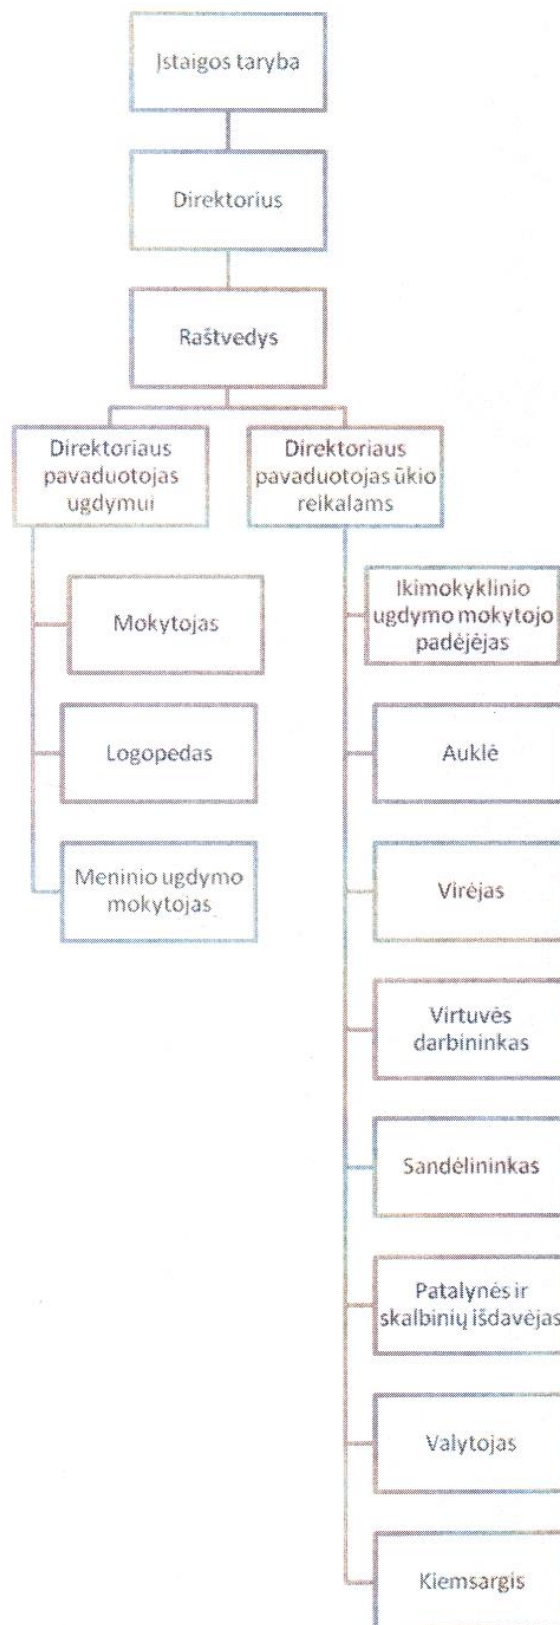 Įstaigos taryba
Direktorius
Raštvedys
Direktoriaus
pavaduotojas
ugdymui
Direktoriaus
pavaduotojas ūkio
reikalams
Mokytojas
Logopedas
Meninio ugdymo
mokytojas
Ikimokyklinio
ugdymo mokytojo
padėjėjas
Auklė
Virėjas
Virtuvės
darbininkas
Sandėlininkas
Patalynės ir
skalbinių išdavėjas
Valytojas
Kiemsargis